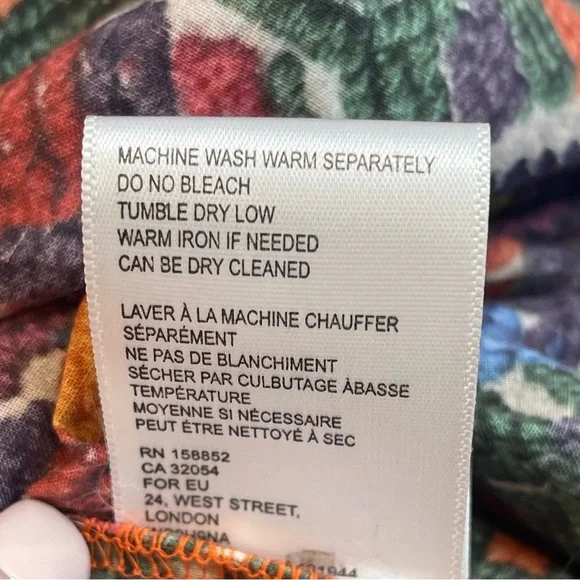 MACHINE WASH WARM SEPARATELY
DO NO BLEACH
TUMBLE DRY LOW
WARM IRON IF NEEDED
CAN BE DRY CLEANED
LAVER À LA MACHINE CHAUFFER
SÉPARÉMENT
NE PAS DE BLANCHIMENT
SÉCHER PAR CULBUTAGE ÀBASSE
TEMPÉRATURE
MOYENNE SI NÉCESSAIRE
PEUT ÊTRE NETTOYÉ À SEC
RN 158852
CA 32054
FOR EU
24, WEST STREET,
LONDON